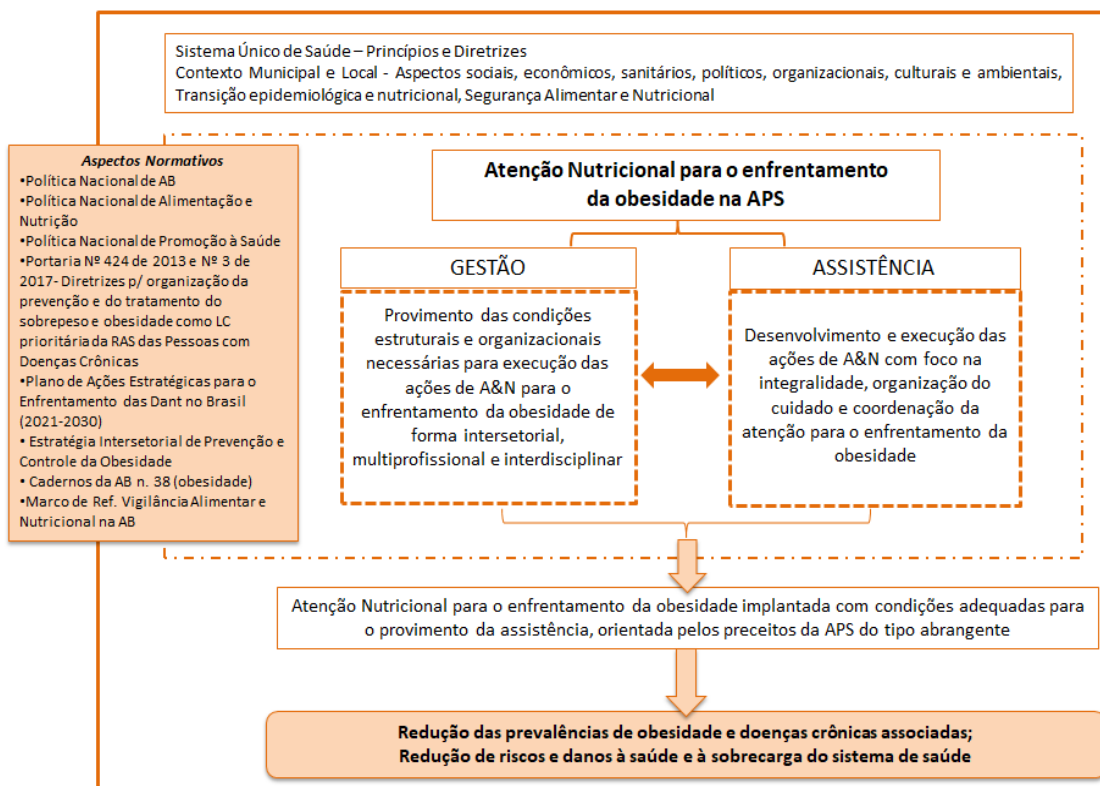 Sistema Único de Saúde – Princípios e Diretrizes
Contexto Municipal e Local - Aspectos sociais, econômicos, sanitários, políticos, organizacionais, culturais e ambientais,
Transição epidemiológica e nutricional, Segurança Alimentar e Nutricional
Aspectos Normativos
•Política Nacional de AB
•Política Nacional de Alimentação e
Nutrição
•Política Nacional de Promoção à Saúde
•Portaria Nº 424 de 2013 e Nº 3 de
2017- Diretrizes p/ organização da
prevenção e do tratamento do
sobrepeso e obesidade como LC
prioritária da RAS das Pessoas com
Doenças Crônicas
•Plano de Ações Estratégicas para o
Enfrentamento das Dant no Brasil
(2021-2030)
• Estratégia Intersetorial de Prevenção e
Controle da Obesidade
• Cadernos da AB n. 38 (obesidade)
•Marco de Ref. Vigilância Alimentar e
Nutricional na AB
Atenção Nutricional para o enfrentamento
da obesidade na APS
GESTÃO
Provimento das condições
estruturais e organizacionais
necessárias para execução das
ações de A&N para o
enfrentamento da obesidade de
forma intersetorial,
multiprofissional e interdisciplinar
ASSISTÊNCIA
Desenvolvimento e execução das
ações de A&N com foco na
integralidade, organização do
cuidado e coordenação da
atenção para o enfrentamento da
obesidade
Atenção Nutricional para o enfrentamento da obesidade implantada com condições adequadas para
o provimento da assistência, orientada pelos preceitos da APS do tipo abrangente
Redução das prevalências de obesidade e doenças crônicas associadas;
Redução de riscos e danos à saúde e à sobrecarga do sistema de saúde